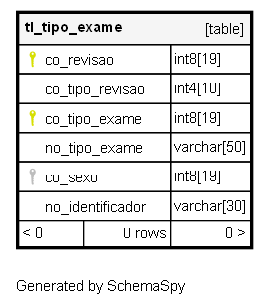 tl_tipo_exame [table]
co_revisao int8[19]
co_tipo_revisao int4[10]
co_tipo_exame int8[19]
no_tipo_exame varchar[50]
co_sexo int8[19]
no_identificador varchar[30]
< 0 0 rows 0 >
Generated by SchemaSpy